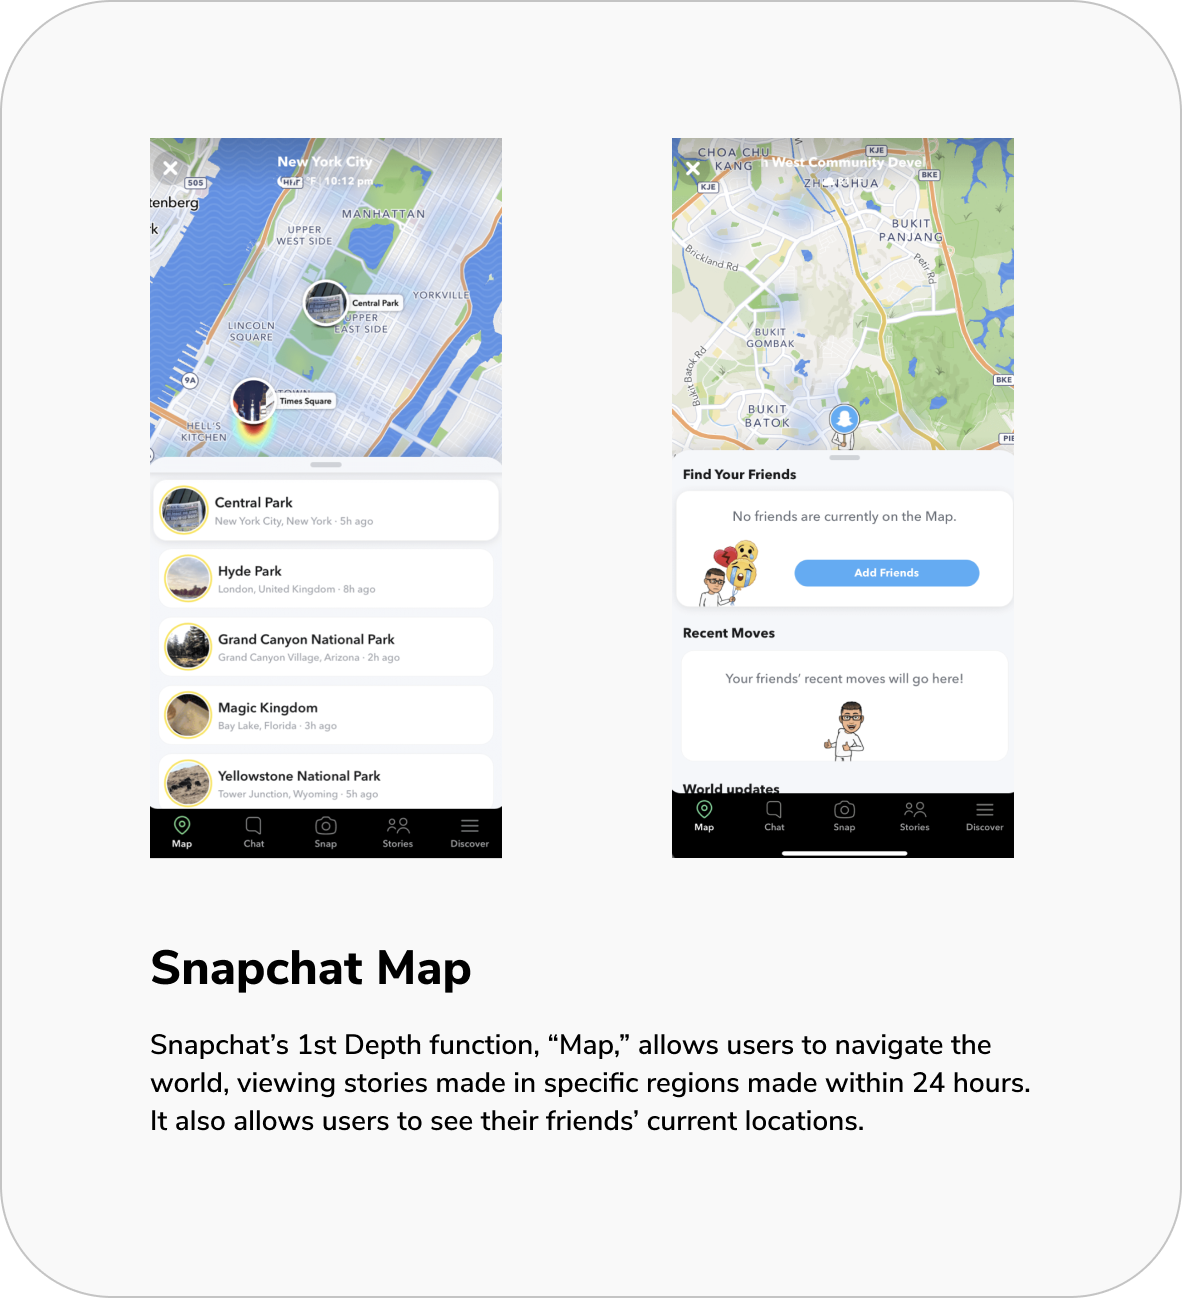 New York City
°F | 10:12 pm
505
tenberg
rk
MANHATTAN
UPPER
WEST SIDE
YORKVILLE
Central Park
UPPER
EAST SIDE
LINCOLN
SQUARE
9A
Times Square
HELL'S
KITCHEN
Central Park
New York City, New York · 5h ago
Hyde Park
London, United Kingdom · 8h ago
Grand Canyon National Park
Grand Canyon Village, Arizona · 2h ago
Magic Kingdom
Bay Lake, Florida · 3h ago
Yellowstone National Park
Tower Junction, Wyoming · 5h ago
Map Chat Snap Stories Discover
CHOA CHU
KANG
KJE
h West Community Devel
KJE
ZHENGHUA
BKE
BUKIT
PANJANG
Brickland Rd
Petir Rd
BUKIT
GOMBAK
Bukit Batok Rd
BKE
BUKIT
BATOK
PIE
Find Your Friends
No friends are currently on the Map.
Add Friends
Recent Moves
Your friends' recent moves will go here!
World updates
Map Chat Snap Stories Discover
Snapchat Map
Snapchat’s 1st Depth function, “Map,” allows users to navigate the
world, viewing stories made in specific regions made within 24 hours.
It also allows users to see their friends’ current locations.